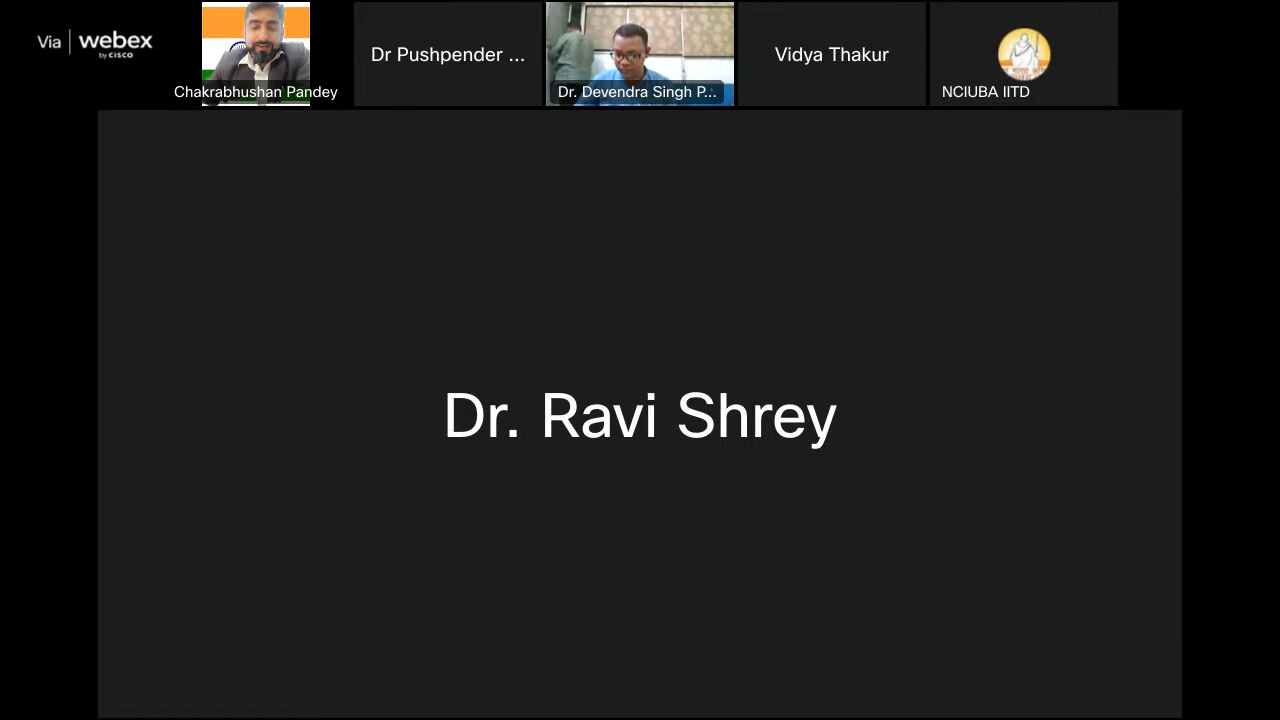 Via webex
by CISCO
Chakrabhushan Pandey
Dr Pushpender ...
Dr. Devendra Singh P...
Vidya Thakur
NCIUBA IITD
Dr. Ravi Shrey